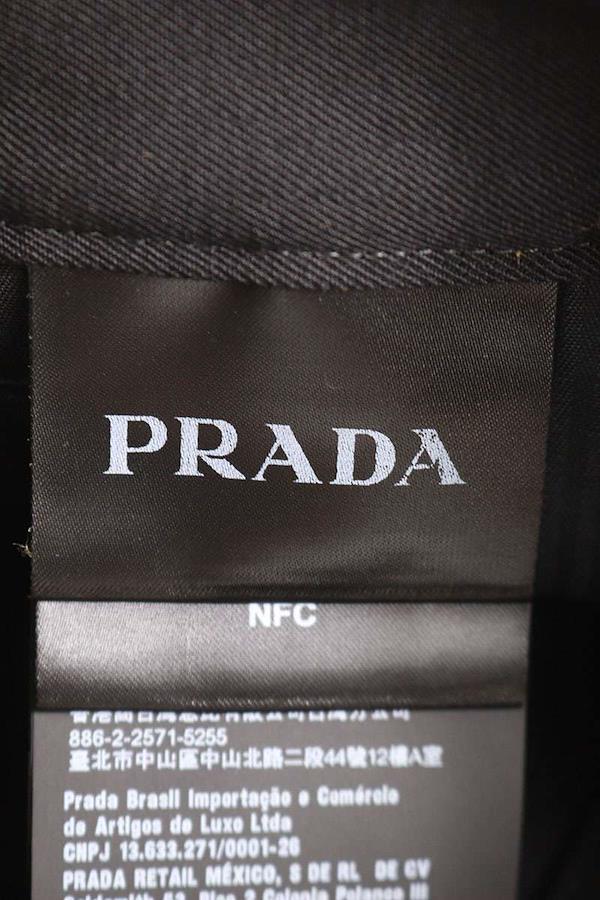 PRADA
NFC
886-2-2571-5255
臺北市中山區中山北路二段44號12樓A室
Prada Brasil Importação e Comércio
de Artigos de Luxo Ltda
CNPJ 13.633.271/0001-26
PRADA RETAIL MÉXICO, S DE RL DE CV